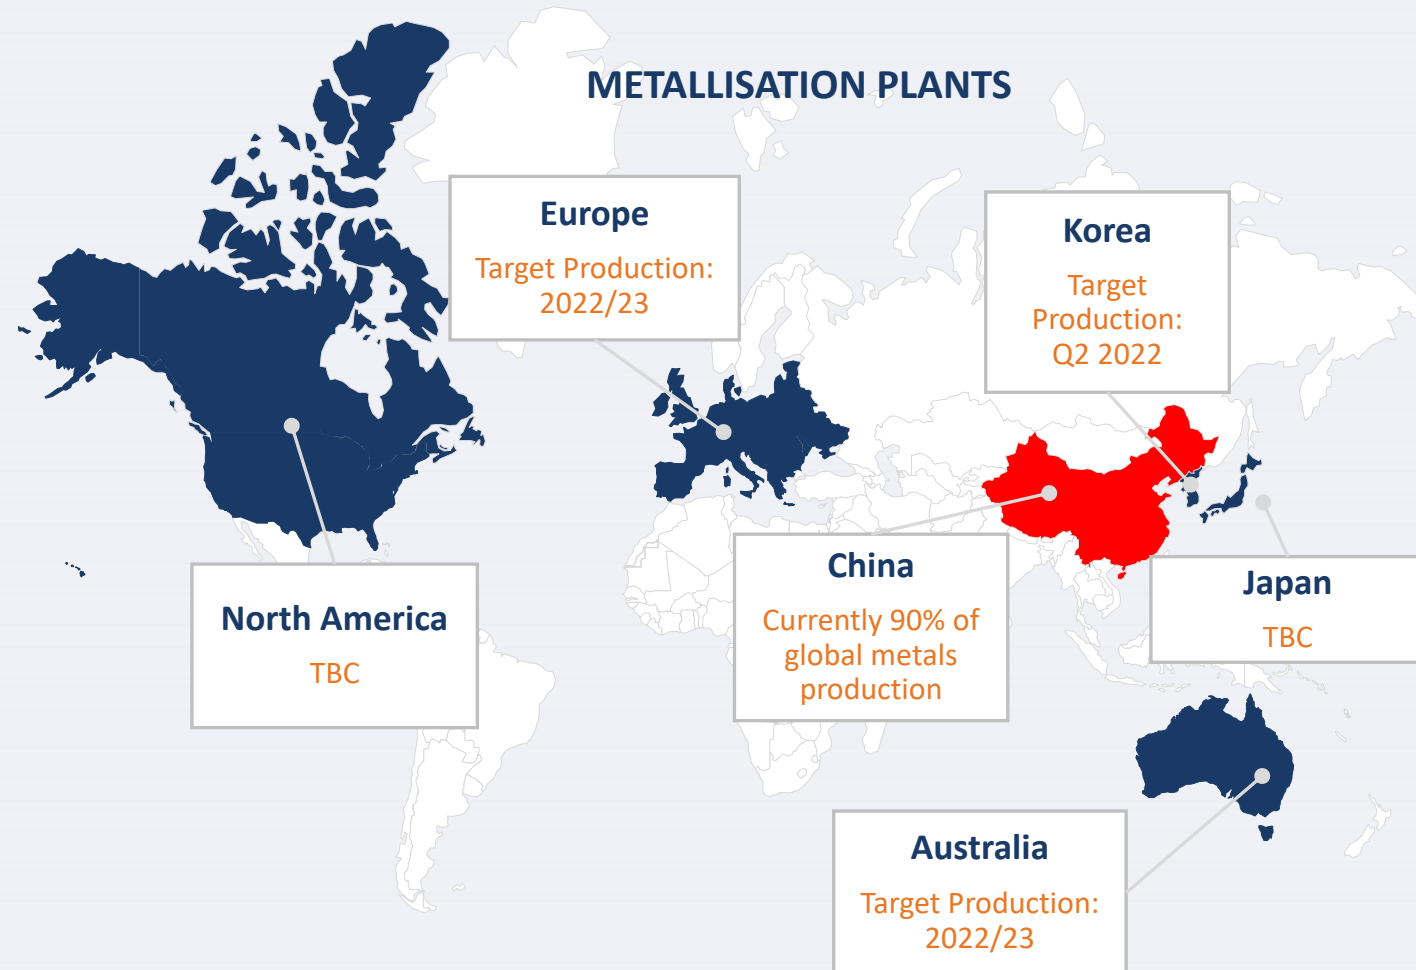 METALLISATION PLANTS
Europe
Target Production:
2022/23
Korea
Target
Production:
Q2 2022
North America
TBC
China
Currently 90% of
global metals
production
Japan
TBC
Australia
Target Production:
2022/23